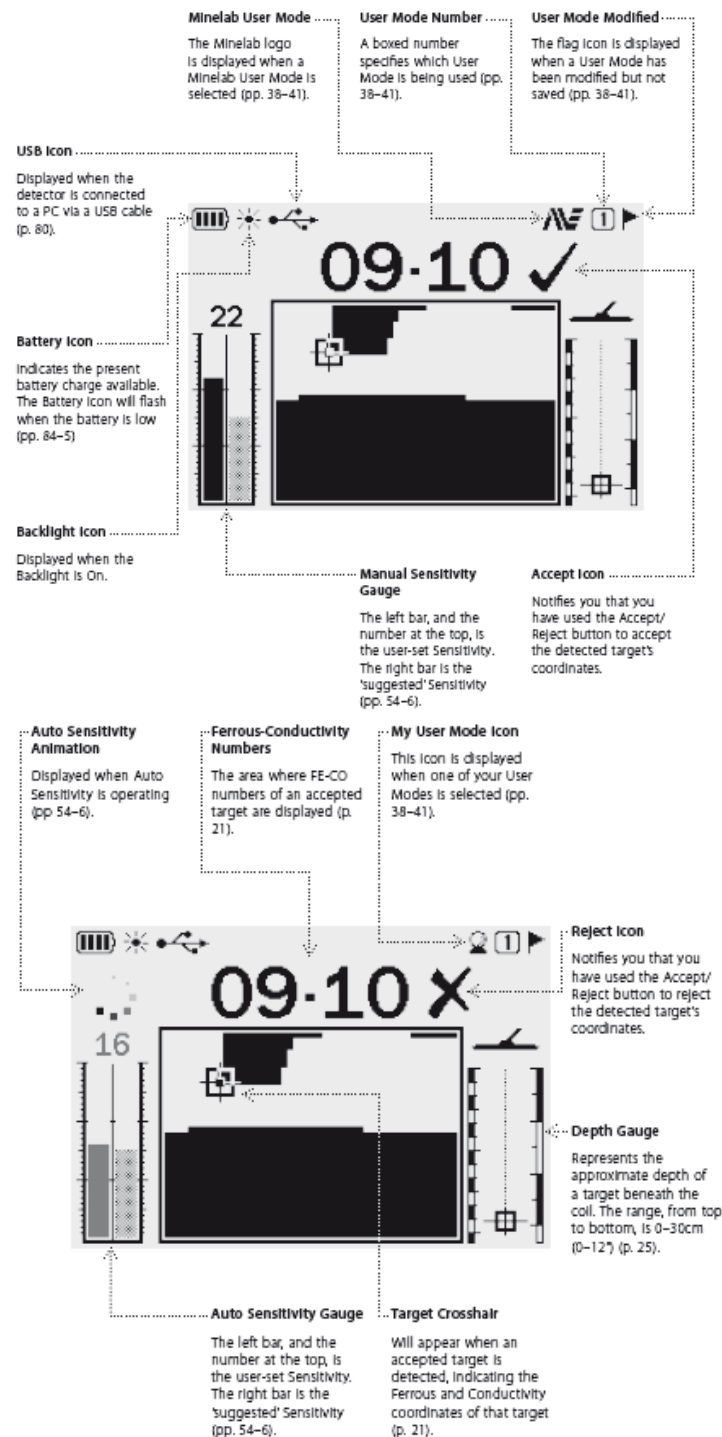 Minelab User Mode
The Minelab logo
is displayed when a
Minelab User Mode is
selected (pp. 38–41).
User Mode Number
A boxed number
specifies which User
Mode is being used (pp.
38–41).
User Mode Modified
The flag icon is displayed
when a User Mode has
been modified but not
saved (pp. 38–41).
USB Icon
Displayed when the
detector is connected
to a PC via a USB cable
(p. 80).
1
09-10
22
Battery Icon
Indicates the present
battery charge available.
The Battery Icon will flash
when the battery is low
(pp. 84–5)
Backlight Icon
Displayed when the
Backlight is On.
Manual Sensitivity
Gauge
The left bar, and the
number at the top, is
the user-set Sensitivity.
The right bar is the
'suggested' Sensitivity
(pp. 54–6).
Accept Icon
Notifies you that you
have used the Accept/
Reject button to accept
the detected target's
coordinates.
Auto Sensitivity
Animation
Displayed when Auto
Sensitivity is operating
(pp 54–6).
Ferrous-Conductivity
Numbers
The area where FE-CO
numbers of an accepted
target are displayed (p.
21).
My User Mode Icon
This icon is displayed
when one of your User
Modes is selected (pp.
38–41).
1
09-10
16
Reject Icon
Notifies you that you
have used the Accept/
Reject button to reject
the detected target's
coordinates.
Depth Gauge
Represents the
approximate depth of
a target beneath the
coil. The range, from top
to bottom, is 0–30cm
(0–12") (p. 25).
Auto Sensitivity Gauge
The left bar, and the
number at the top, is
the user-set Sensitivity.
The right bar is the
'suggested' Sensitivity
(pp. 54–6).
Target Crosshair
Will appear when an
accepted target is
detected, indicating the
Ferrous and Conductivity
coordinates of that target
(p. 21).